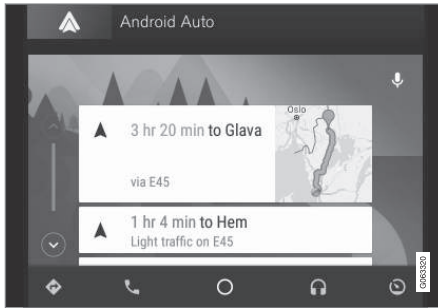 Android Auto
Oslo
3 hr 20 min to Glava
via E45
1 hr 4 min to Hem
Light traffic on E45
G063320